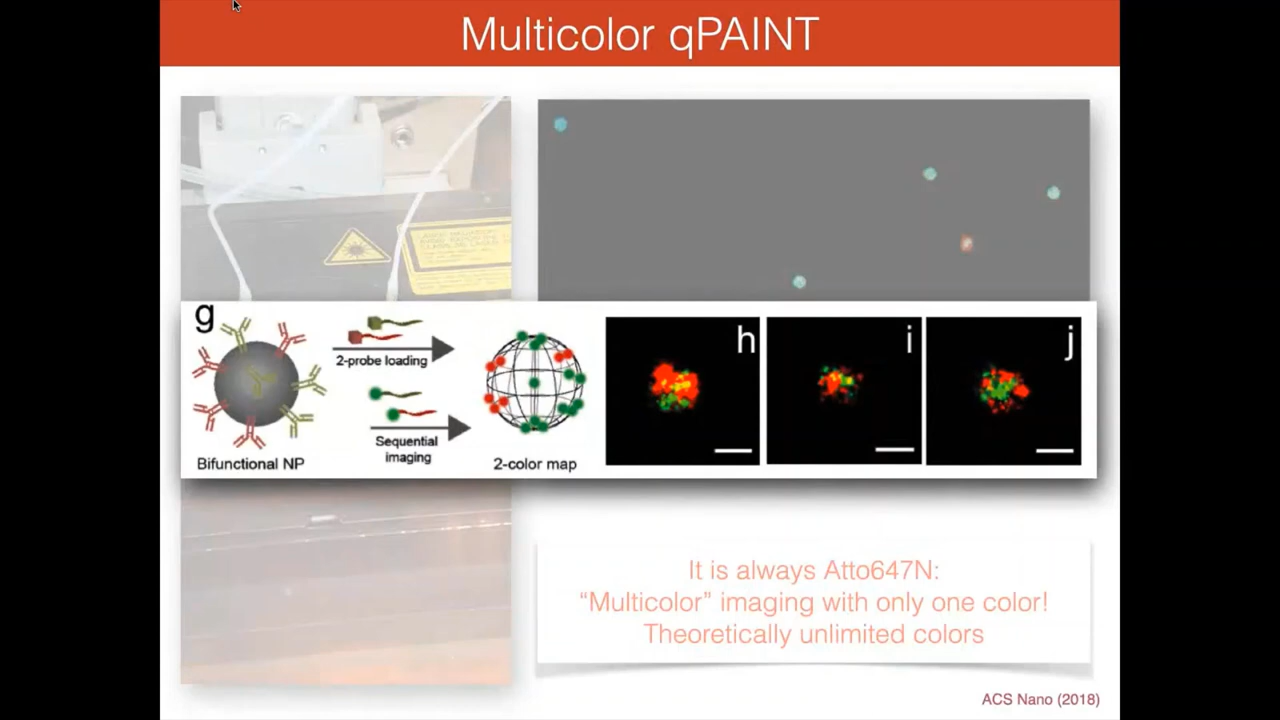 Multicolor qPAINT
g
2-probe loading
Sequential
imaging
Bifunctional NP
2-color map
h
i
j
It is always Atto647N:
“Multicolor” imaging with only one color!
Theoretically unlimited colors
ACS Nano (2018)